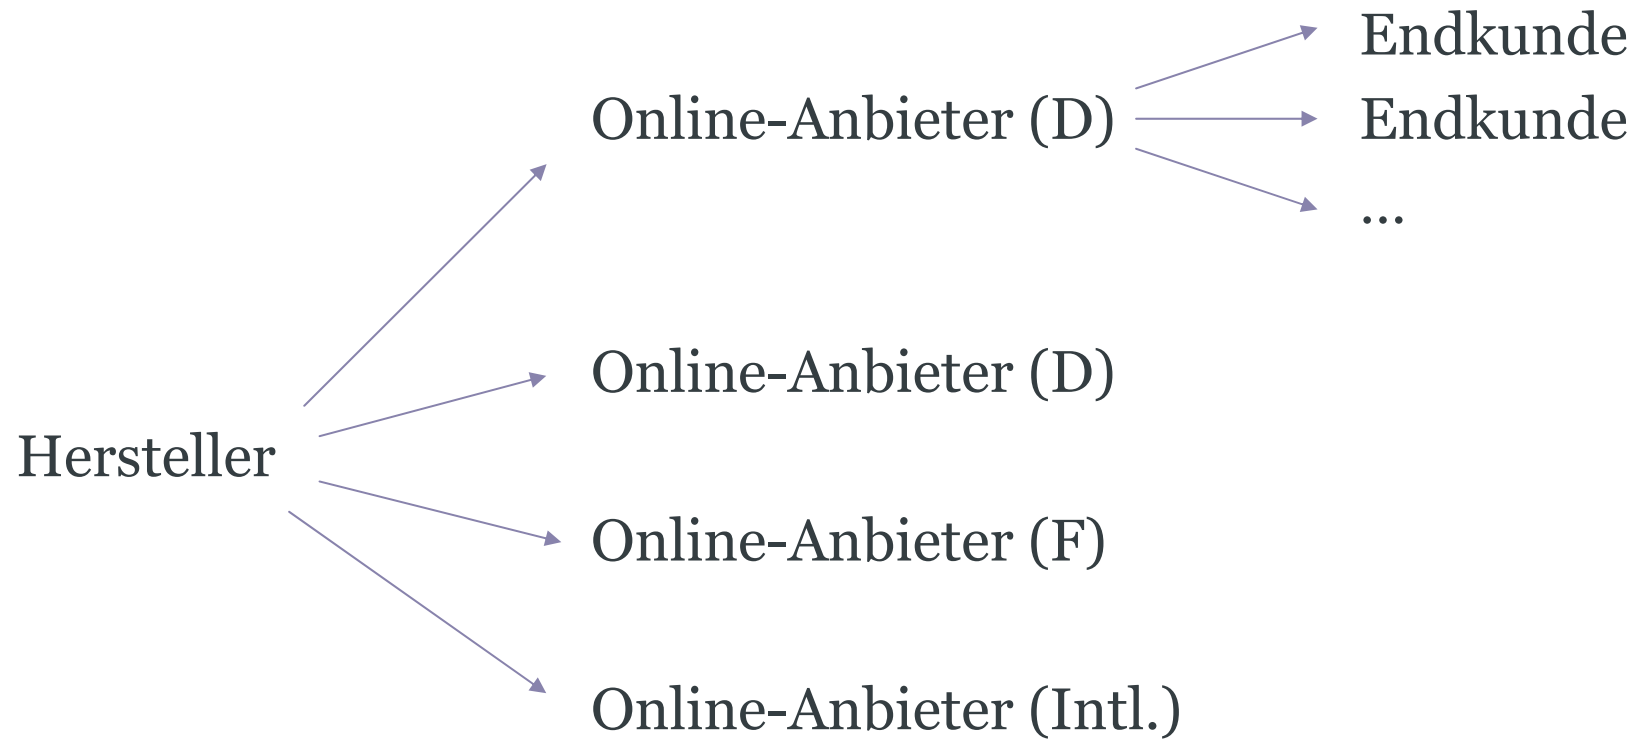 Endkunde
Online-Anbieter (D)
Endkunde
...
Online-Anbieter (D)
Hersteller
Online-Anbieter (F)
Online-Anbieter (Intl.)